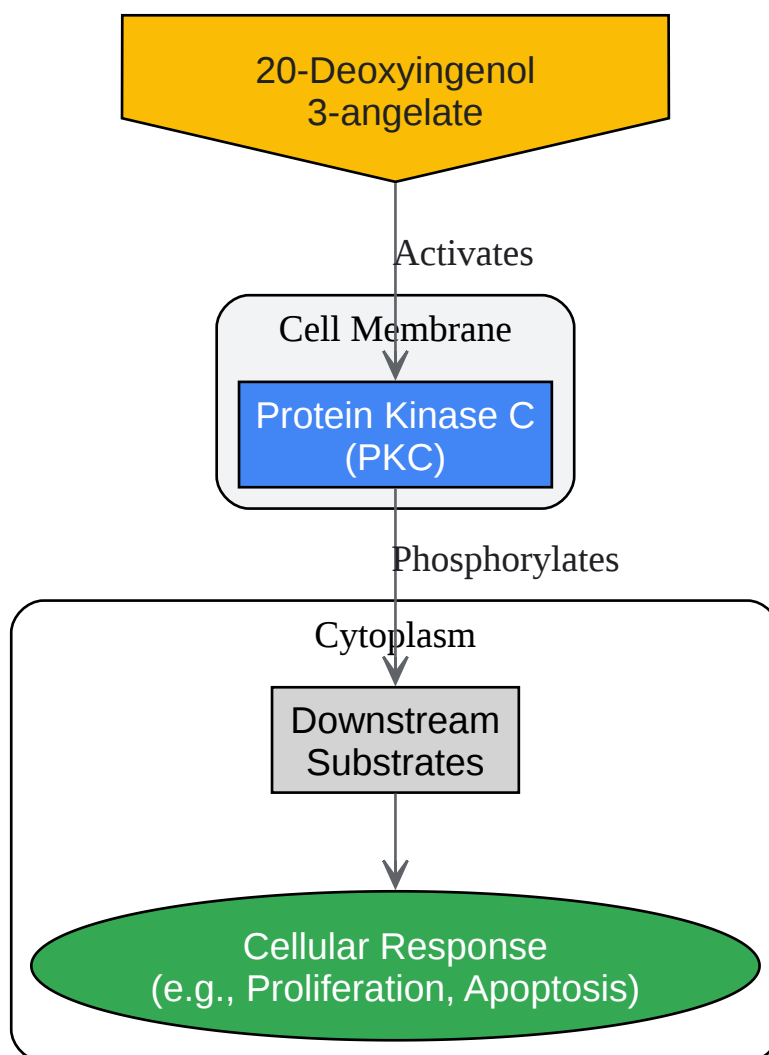 20-Deoxyingenol
3-angelate
Activates
Cell Membrane
Protein Kinase C
(PKC)
Phosphorylates
Cytoplasm
Downstream
Substrates
Cellular Response
(e.g., Proliferation, Apoptosis)